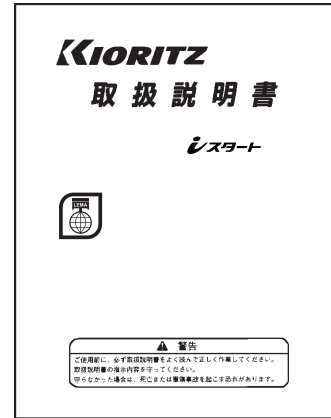 KIORITZ
取扱説明書
iスタート
LEMA
警告
ご使用前に、必ず取扱説明書をよく読んで正しく作業してください。
取扱説明書の指示内容を守ってください。
守らなかった場合は、死亡または重傷事故を起こす恐れがあります。